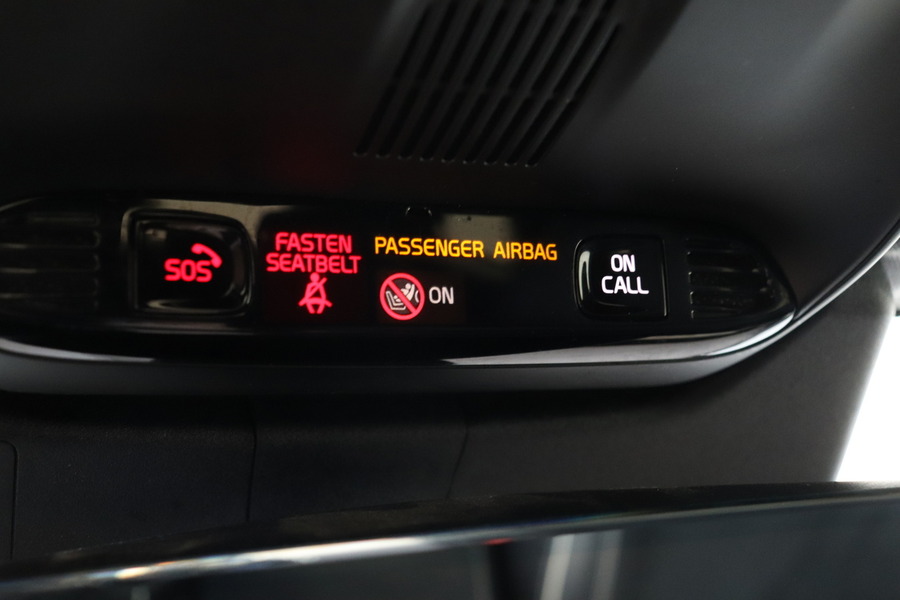 SOS
FASTEN
SEATBELT
PASSENGER AIRBAG
ON
ON
CALL